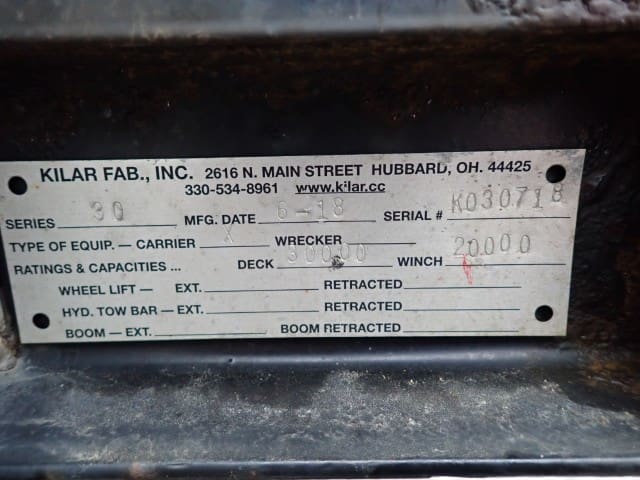 KILAR FAB., INC. 2616 N. MAIN STREET HUBBARD, OH. 44425
330-534-8961 www.kilar.cc
SERIES 30 MFG. DATE 6-18 SERIAL # K030718
TYPE OF EQUIP. — CARRIER X WRECKER
RATINGS & CAPACITIES ... DECK 30000 WINCH 20000
WHEEL LIFT — EXT. RETRACTED
HYD. TOW BAR — EXT. RETRACTED
BOOM — EXT. BOOM RETRACTED